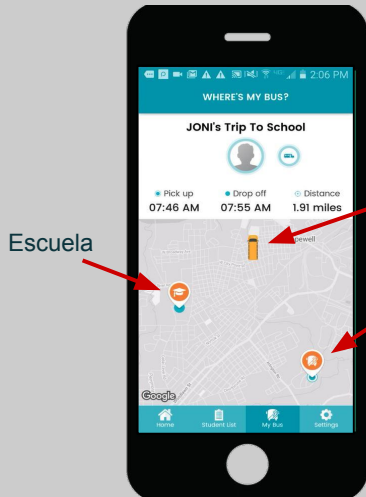 2:06 PM
WHERE'S MY BUS?
JONI's Trip To School
Pick up Drop off Distance
07:46 AM 07:55 AM 1.91 miles
Escuela
Google
Home Student List My Bus Settings